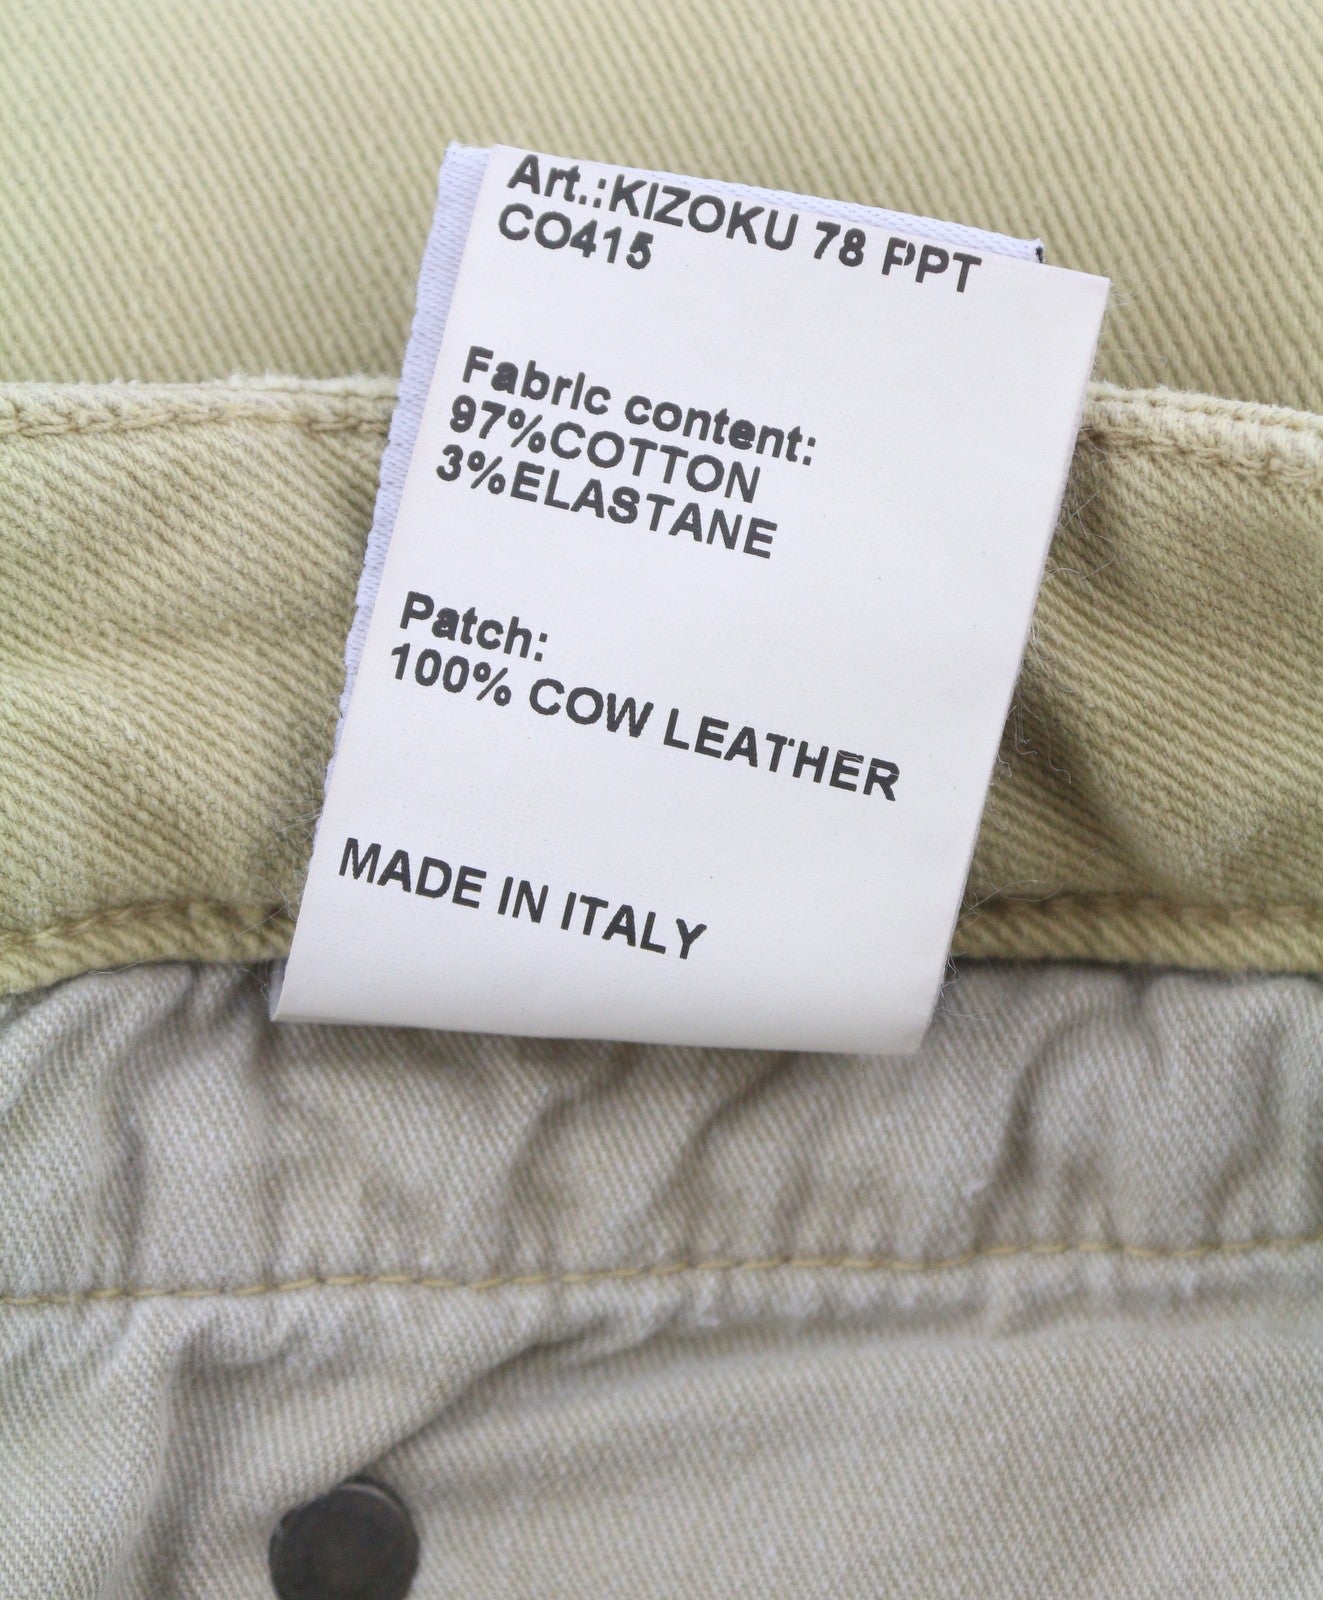 Art.:KIZOKU 78 PPT
CO415
Fabric content:
97%COTTON
3%ELASTANE
Patch:
100% COW LEATHER
MADE IN ITALY